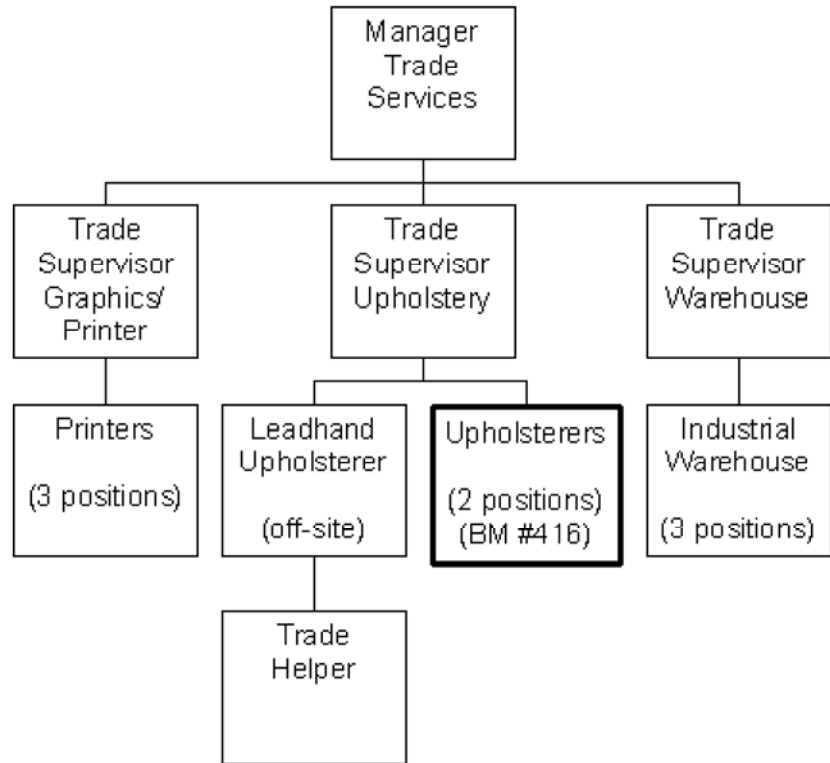 Manager
Trade
Services
Trade
Supervisor
Graphics/
Printer
Trade
Supervisor
Upholstery
Trade
Supervisor
Warehouse
Printers
(3 positions)
Leadhand
Upholsterer
(off-site)
Upholsterers
(2 positions)
(BM #416)
Industrial
Warehouse
(3 positions)
Trade
Helper